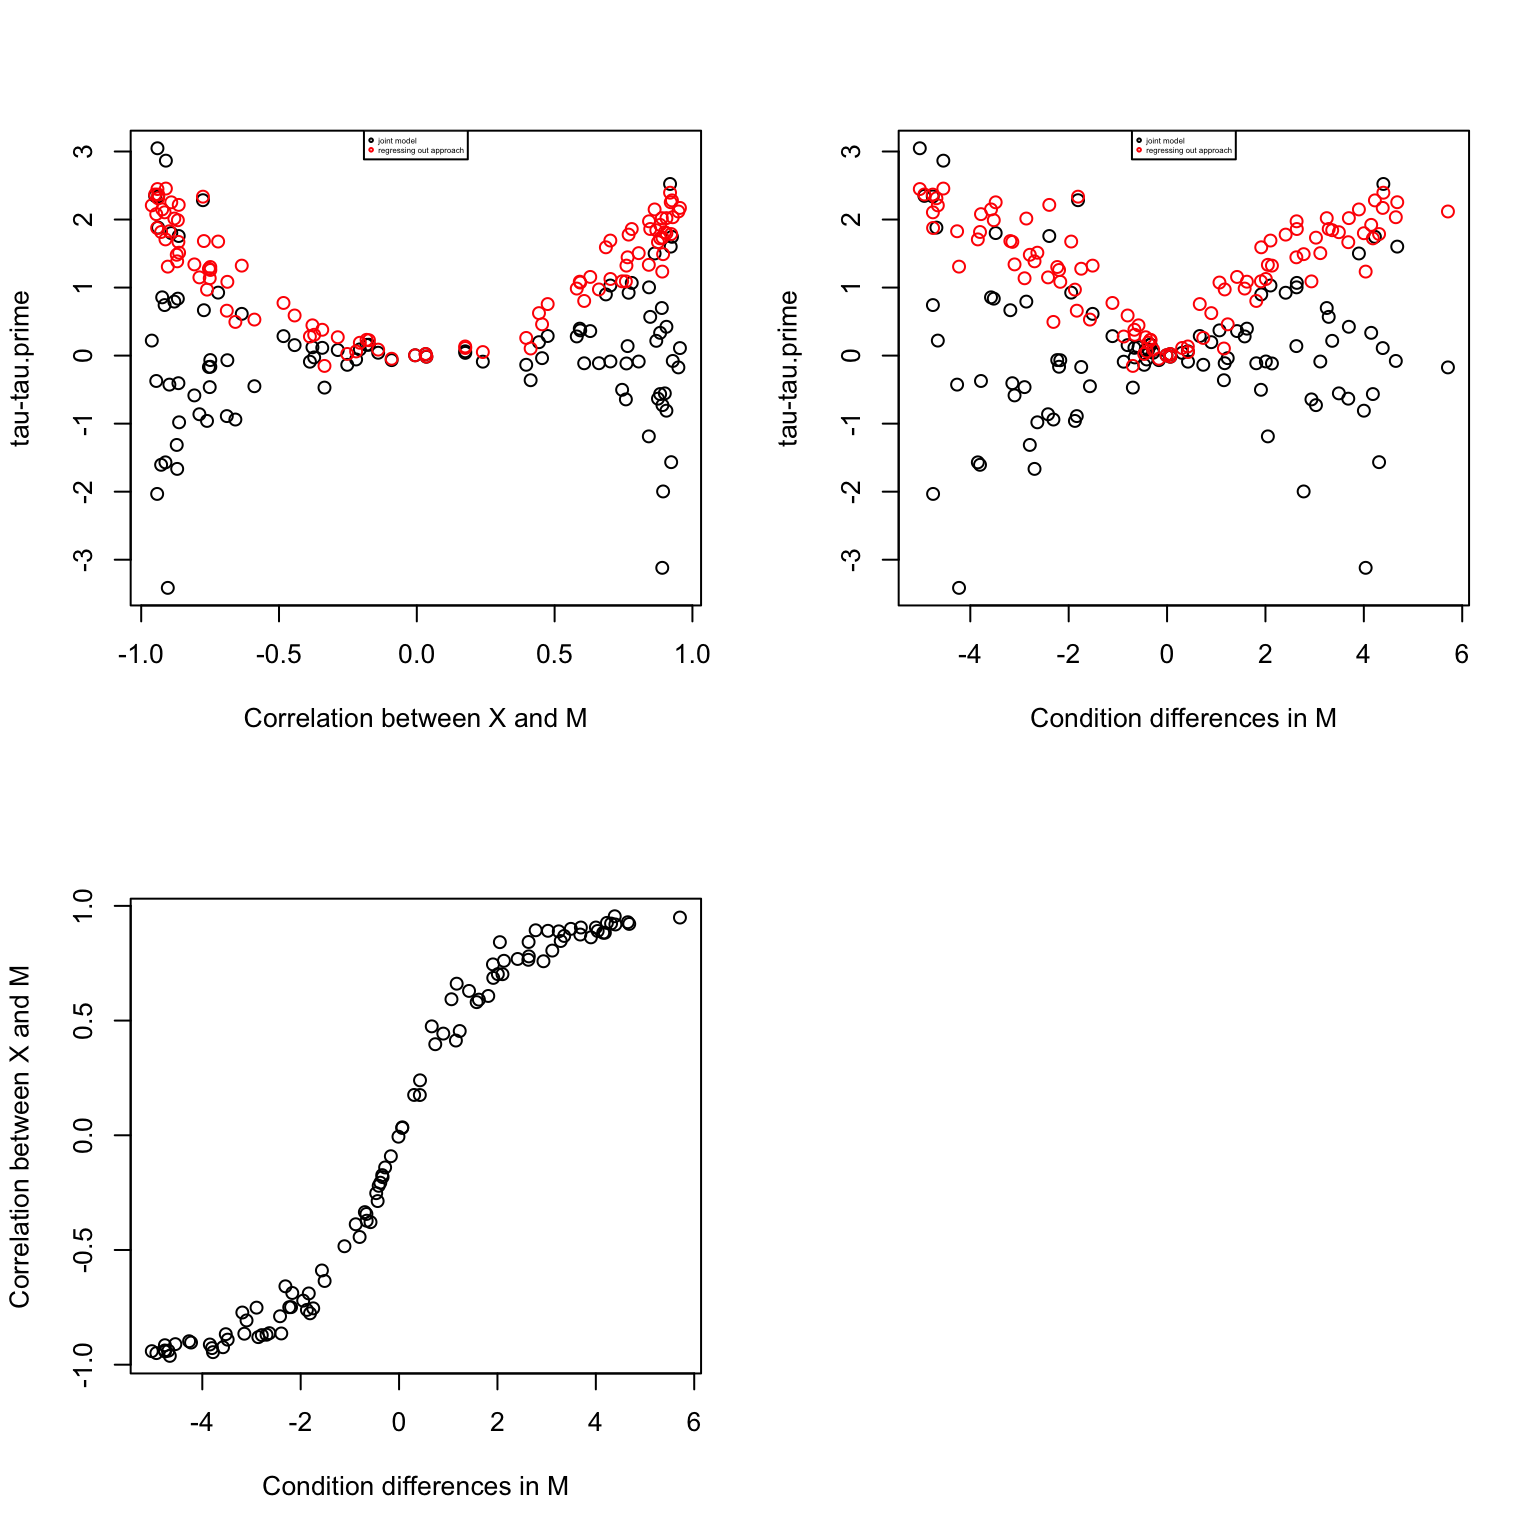 joint model
regressing out approach
3
2
1
0
-1
-2
-3
tau-tau.prime
-1.0 -0.5 0.0 0.5 1.0
Correlation between X and M
joint model
regressing out approach
3
2
1
0
-1
-2
-3
tau-tau.prime
-4 -2 0 2 4 6
Condition differences in M
1.0
0.5
0.0
-0.5
-1.0
Correlation between X and M
-4 -2 0 2 4 6
Condition differences in M